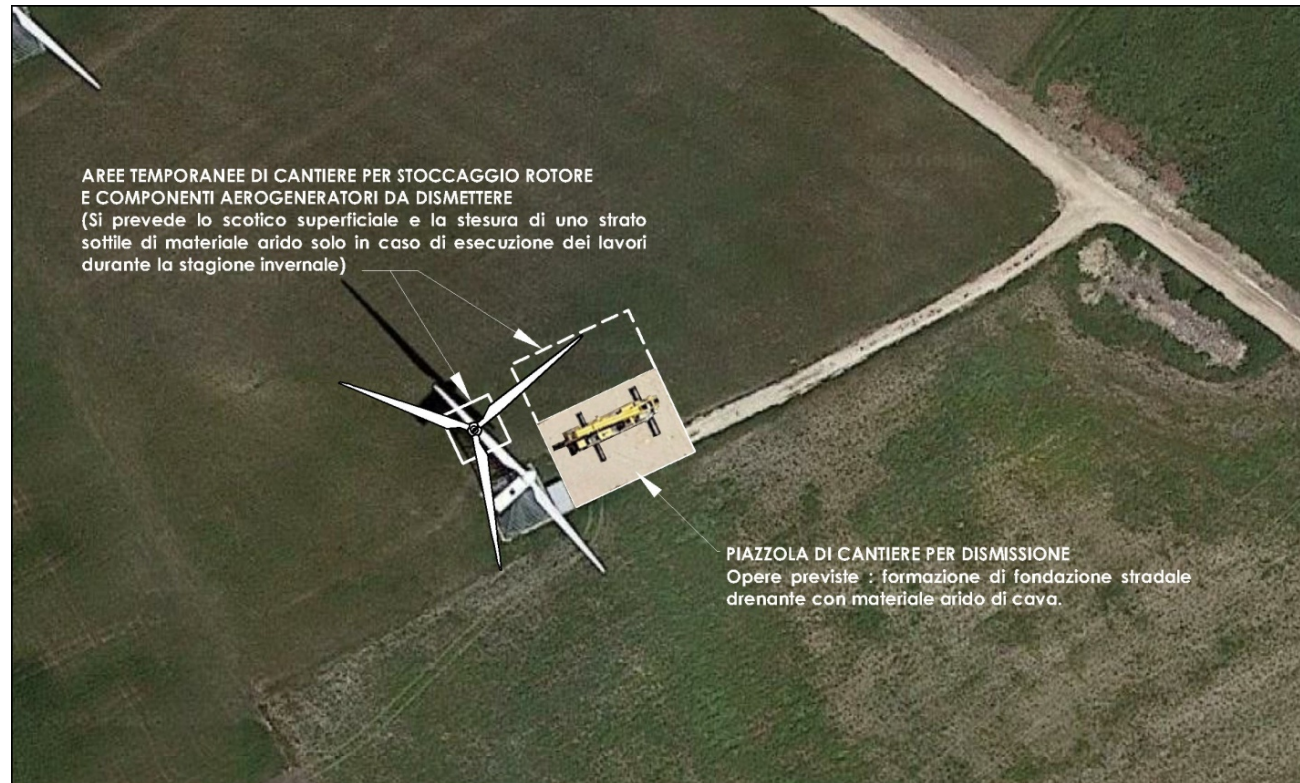 AREE TEMPORANEE DI CANTIERE PER STOCCAGGIO ROTORE
E COMPONENTI AEROGENERATORI DA DISMETTERE
(Si prevede lo scotico superficiale e la stesura di uno strato
sottile di materiale arido solo in caso di esecuzione dei lavori
durante la stagione invernale)
PIAZZOLA DI CANTIERE PER DISMISSIONE
Opere previste : formazione di fondazione stradale
drenante con materiale arido di cava.